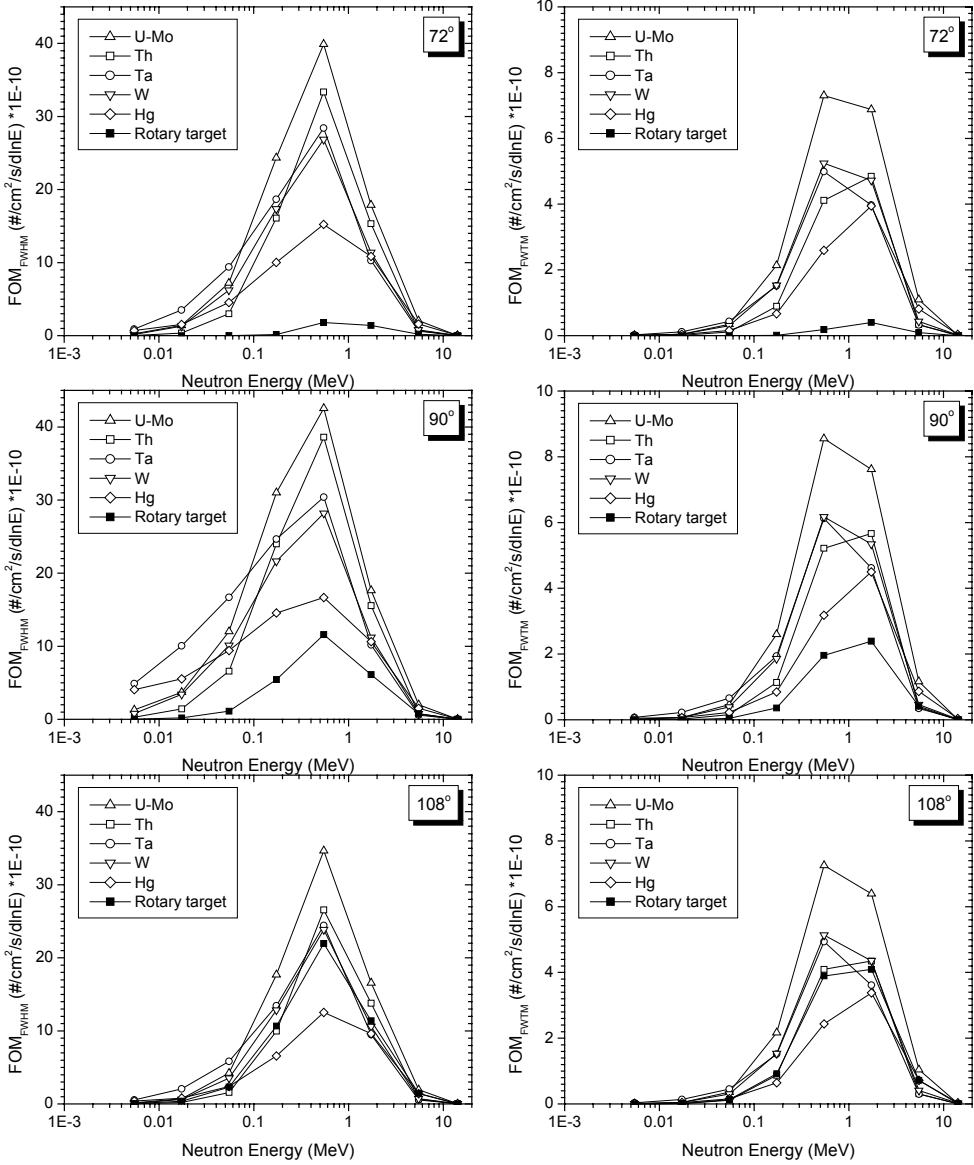 72°
U-Mo
Th
Ta
W
Hg
Rotary target
FOM_FWHM (#/cm²/s/dlnE) *1E-10
40
30
20
10
0
1E-3 0.01 0.1 1 10
Neutron Energy (MeV)
72°
U-Mo
Th
Ta
W
Hg
Rotary target
FOM_FWTM (#/cm²/s/dlnE) *1E-10
10
8
6
4
2
0
1E-3 0.01 0.1 1 10
Neutron Energy (MeV)
90°
U-Mo
Th
Ta
W
Hg
Rotary target
FOM_FWHM (#/cm²/s/dlnE) *1E-10
40
30
20
10
0
1E-3 0.01 0.1 1 10
Neutron Energy (MeV)
90°
U-Mo
Th
Ta
W
Hg
Rotary target
FOM_FWTM (#/cm²/s/dlnE) *1E-10
10
8
6
4
2
0
1E-3 0.01 0.1 1 10
Neutron Energy (MeV)
108°
U-Mo
Th
Ta
W
Hg
Rotary target
FOM_FWHM (#/cm²/s/dlnE) *1E-10
40
30
20
10
0
1E-3 0.01 0.1 1 10
Neutron Energy (MeV)
108°
U-Mo
Th
Ta
W
Hg
Rotary target
FOM_FWTM (#/cm²/s/dlnE) *1E-10
10
8
6
4
2
0
1E-3 0.01 0.1 1 10
Neutron Energy (MeV)